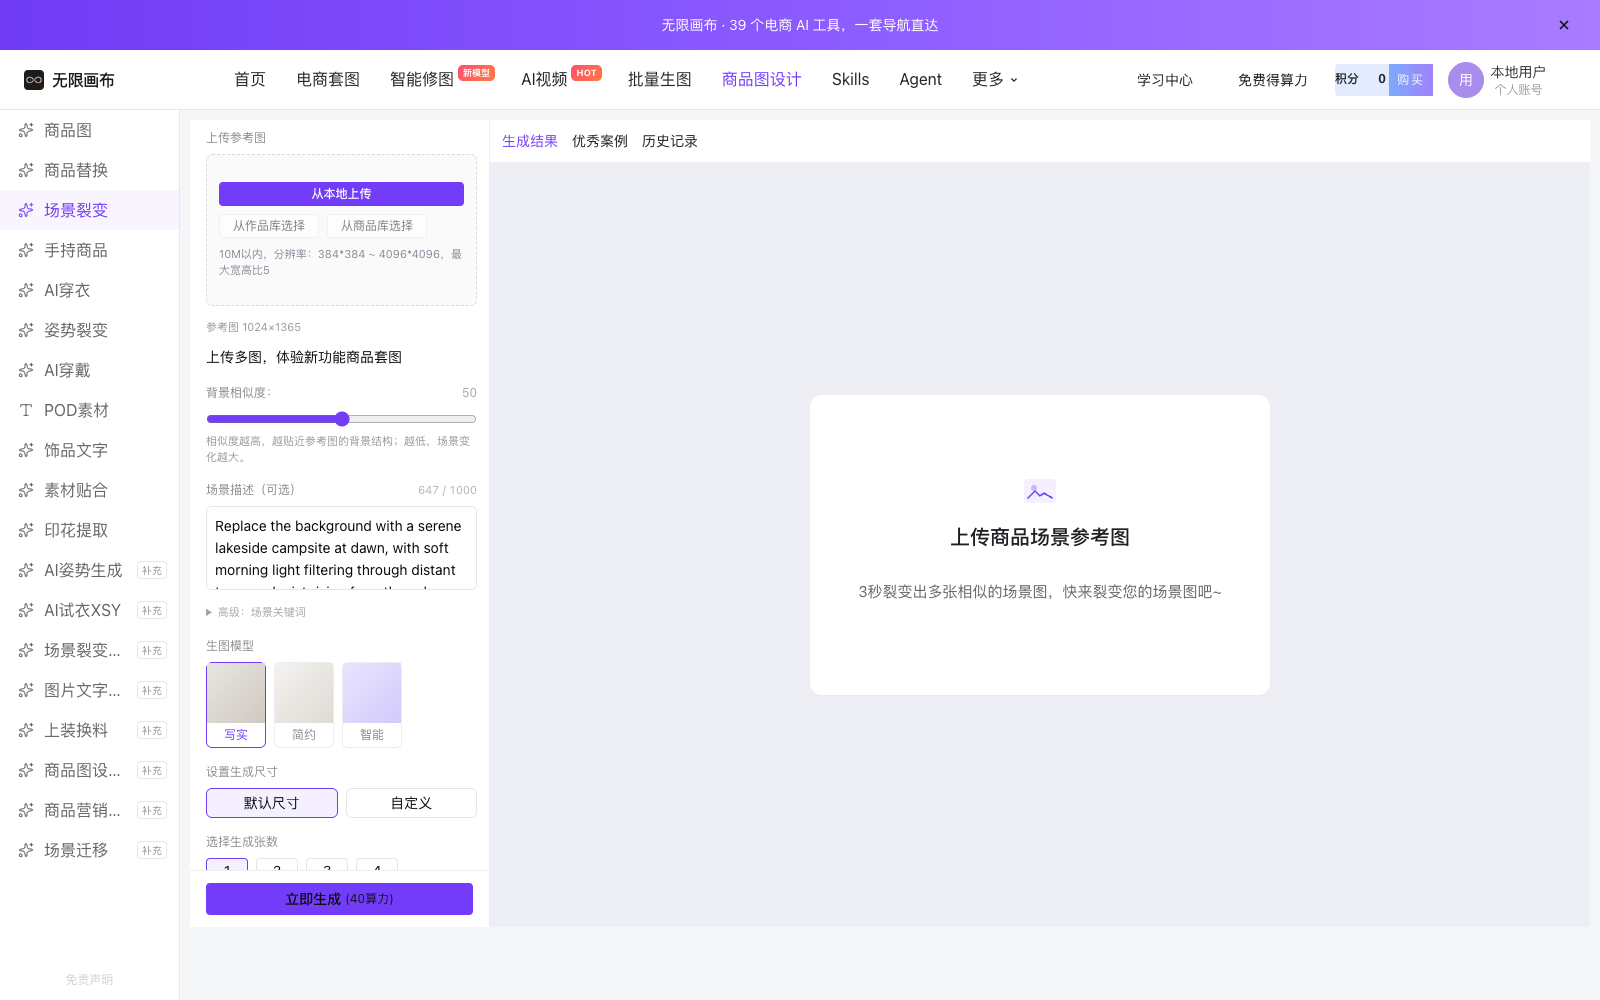 无限画布 · 39 个电商 AI 工具，一套导航直达
×
无限画布
首页
电商套图
智能修图
新模型
AI视频
HOT
批量生图
商品图设计
Skills
Agent
更多
学习中心
免费得算力
积分
0
购买
用
本地用户
个人账号
商品图
商品替换
场景裂变
手持商品
AI穿衣
姿势裂变
AI穿戴
POD素材
饰品文字
素材贴合
印花提取
AI姿势生成
补充
AI试衣XSY
补充
场景裂变...
补充
图片文字...
补充
上装换料
补充
商品图设...
补充
商品营销...
补充
场景迁移
补充
免责声明
上传参考图
从本地上传
从作品库选择
从商品库选择
10M以内，分辨率：384*384 ~ 4096*4096，最
大宽高比5
参考图 1024×1365
上传多图，体验新功能商品套图
背景相似度：
50
相似度越高，越贴近参考图的背景结构；越低，场景变
化越大。
场景描述（可选）
647 / 1000
Replace the background with a serene
lakeside campsite at dawn, with soft
morning light filtering through distant
高级：场景关键词
生图模型
写实
简约
智能
设置生成尺寸
默认尺寸
自定义
选择生成张数
1
2
3
4
立即生成 (40算力)
生成结果
优秀案例
历史记录
上传商品场景参考图
3秒裂变出多张相似的场景图，快来裂变您的场景图吧~